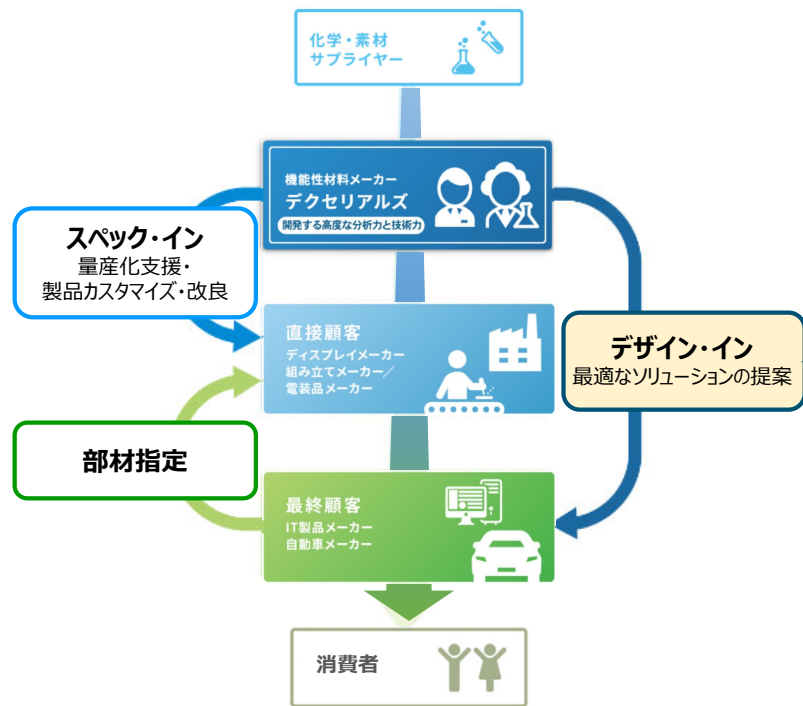 化学・素材
サプライヤー
機能性材料メーカー
デクセリアルズ
開発する高度な分析力と技術力
スペック・イン
量産化支援・
製品カスタマイズ・改良
直接顧客
ディスプレイメーカー
組み立てメーカー／
電装品メーカー
デザイン・イン
最適なソリューションの提案
部材指定
最終顧客
IT製品メーカー
自動車メーカー
消費者